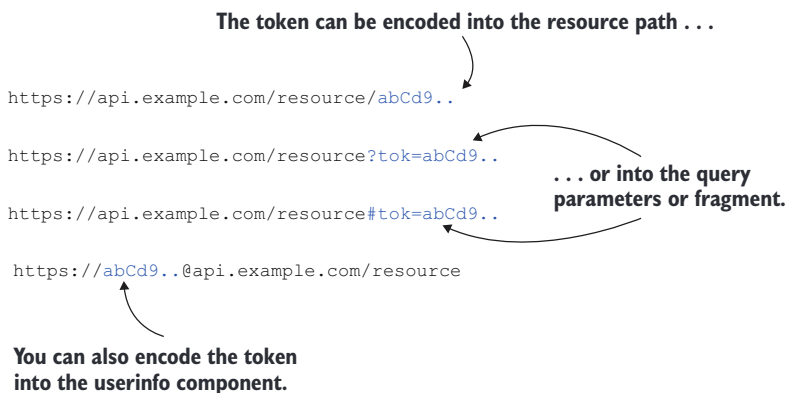 The token can be encoded into the resource path . . .
https://api.example.com/resource/abCd9..
https://api.example.com/resource?tok=abCd9..
. . . or into the query
parameters or fragment.
https://api.example.com/resource#tok=abCd9..
https://abCd9..@api.example.com/resource
You can also encode the token
into the userinfo component.